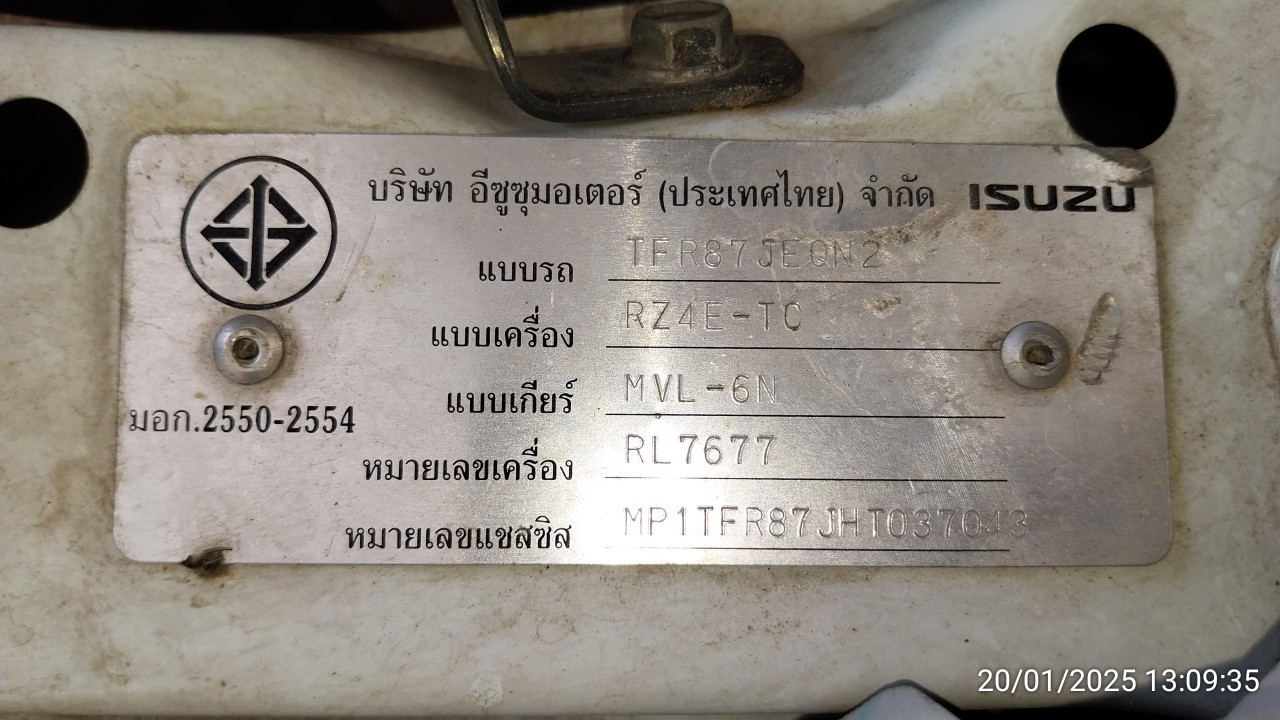 บริษัท อีซูซุมอเตอร์ (ประเทศไทย) จำกัด ISUZU
แบบรถ TFR87JEQN2
แบบเครื่อง RZ4E-TC
แบบเกียร์ MVL-6N
มอก.2550-2554
หมายเลขเครื่อง RL7677
หมายเลขแชสซิส MP1TFR87JHT037043
20/01/2025 13:09:35